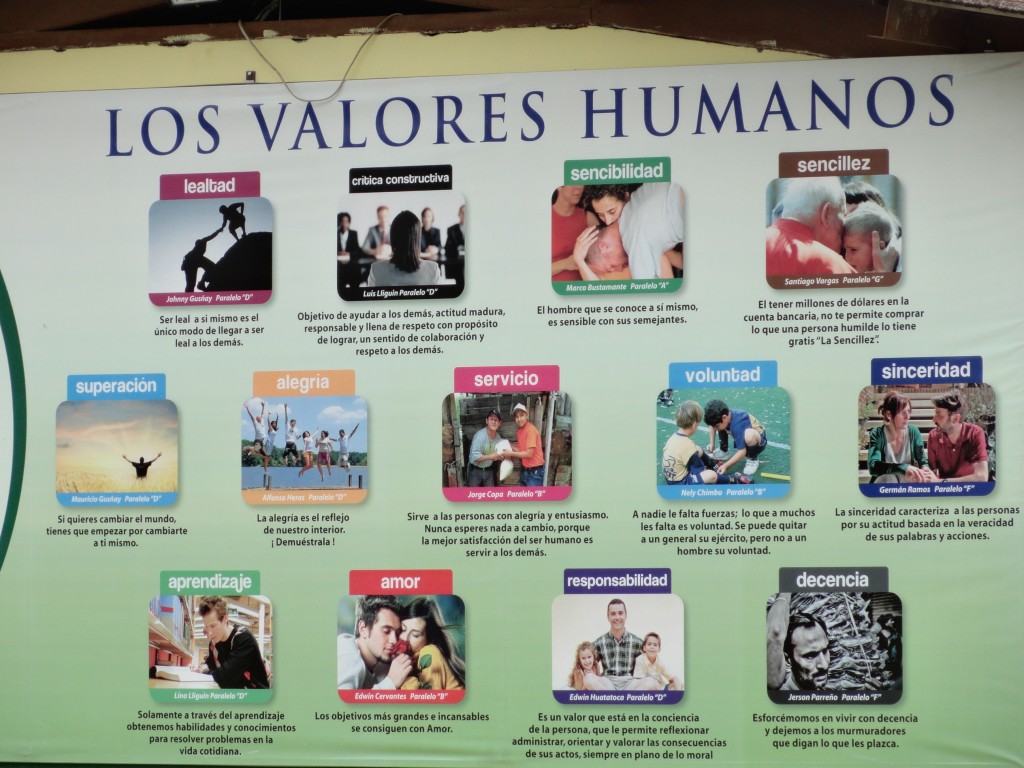 LOS VALORES HUMANOS
lealtad
Johnny Gusñay Paralelo "D"
Ser leal a si mismo es el
único modo de llegar a ser
leal a los demás.
crítica constructiva
Luis Lliguin Paralelo "D"
Objetivo de ayudar a los demás, actitud madura,
responsable y llena de respeto con propósito
de lograr, un sentido de colaboración y
respeto a los demás.
sencibilidad
Marco Bustamante Paralelo "A"
El hombre que se conoce a sí mismo,
es sensible con sus semejantes.
sencillez
Santiago Vargas Paralelo "G"
El tener millones de dólares en la
cuenta bancaria, no te permite comprar
lo que una persona humilde lo tiene
gratis "La Sencillez".
superación
Mauricio Gusñay Paralelo "D"
Si quieres cambiar el mundo,
tienes que empezar por cambiarte
a ti mismo.
alegria
Alfonso Heras Paralelo "D"
La alegría es el reflejo
de nuestro interior.
¡ Demuéstrala !
servicio
Jorge Copa Paralelo "B"
Sirve a las personas con alegría y entusiasmo.
Nunca esperes nada a cambio, porque
la mejor satisfacción del ser humano es
servir a los demás.
voluntad
Nely Chimbo Paralelo "B"
A nadie le falta fuerzas; lo que a muchos
les falta es voluntad. Se puede quitar
a un general su ejército, pero no a un
hombre su voluntad.
sinceridad
Germán Ramos Paralelo "F"
La sinceridad caracteriza a las personas
por su actitud basada en la veracidad
de sus palabras y acciones.
aprendizaje
Lina Lliguin Paralelo "D"
Solamente a través del aprendizaje
obtenemos habilidades y conocimientos
para resolver problemas en la
vida cotidiana.
amor
Edwin Cervantes Paralelo "B"
Los objetivos más grandes e incansables
se consiguen con Amor.
responsabilidad
Edwin Huatatoca Paralelo "D"
Es un valor que está en la conciencia
de la persona, que le permite reflexionar
administrar, orientar y valorar las consecuencias
de sus actos, siempre en plano de lo moral
decencia
Jerson Parreño Paralelo "F"
Esforcémonos en vivir con decencia
y dejemos a los murmuradores
que digan lo que les plazca.